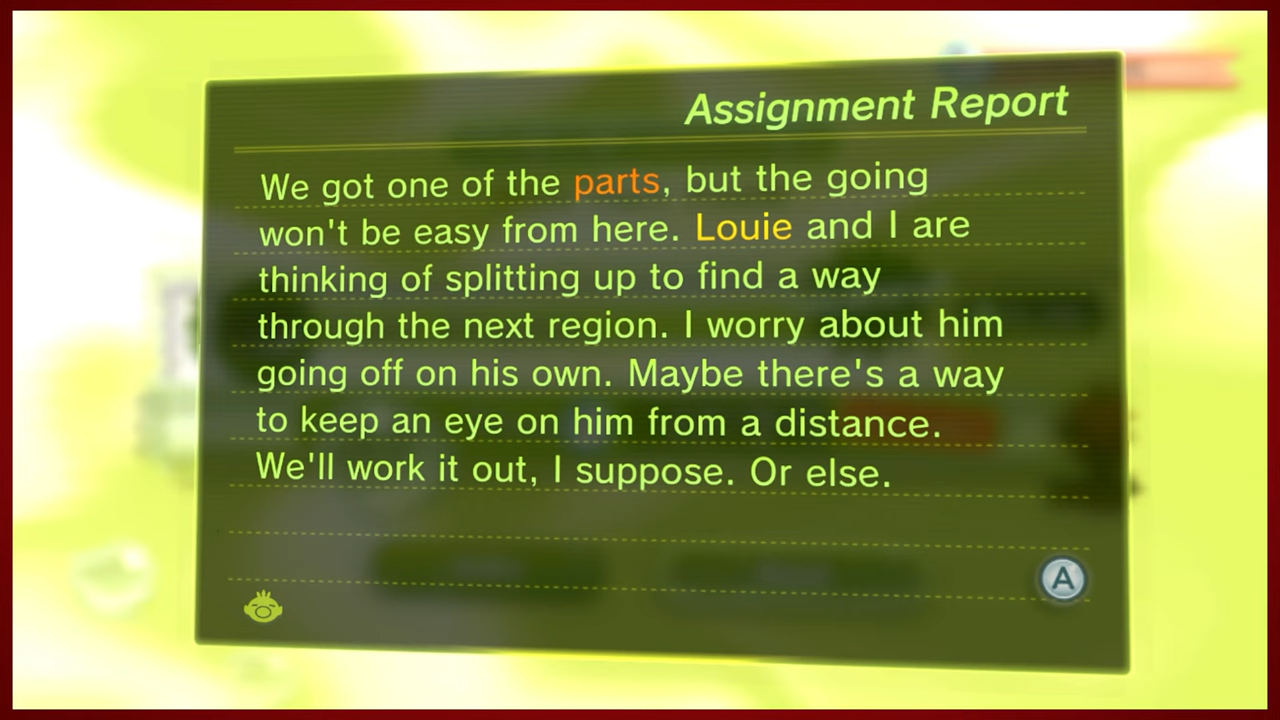 Assignment Report
We got one of the parts, but the going
won't be easy from here. Louie and I are
thinking of splitting up to find a way
through the next region. I worry about him
going off on his own. Maybe there's a way
to keep an eye on him from a distance.
We'll work it out, I suppose. Or else.
A